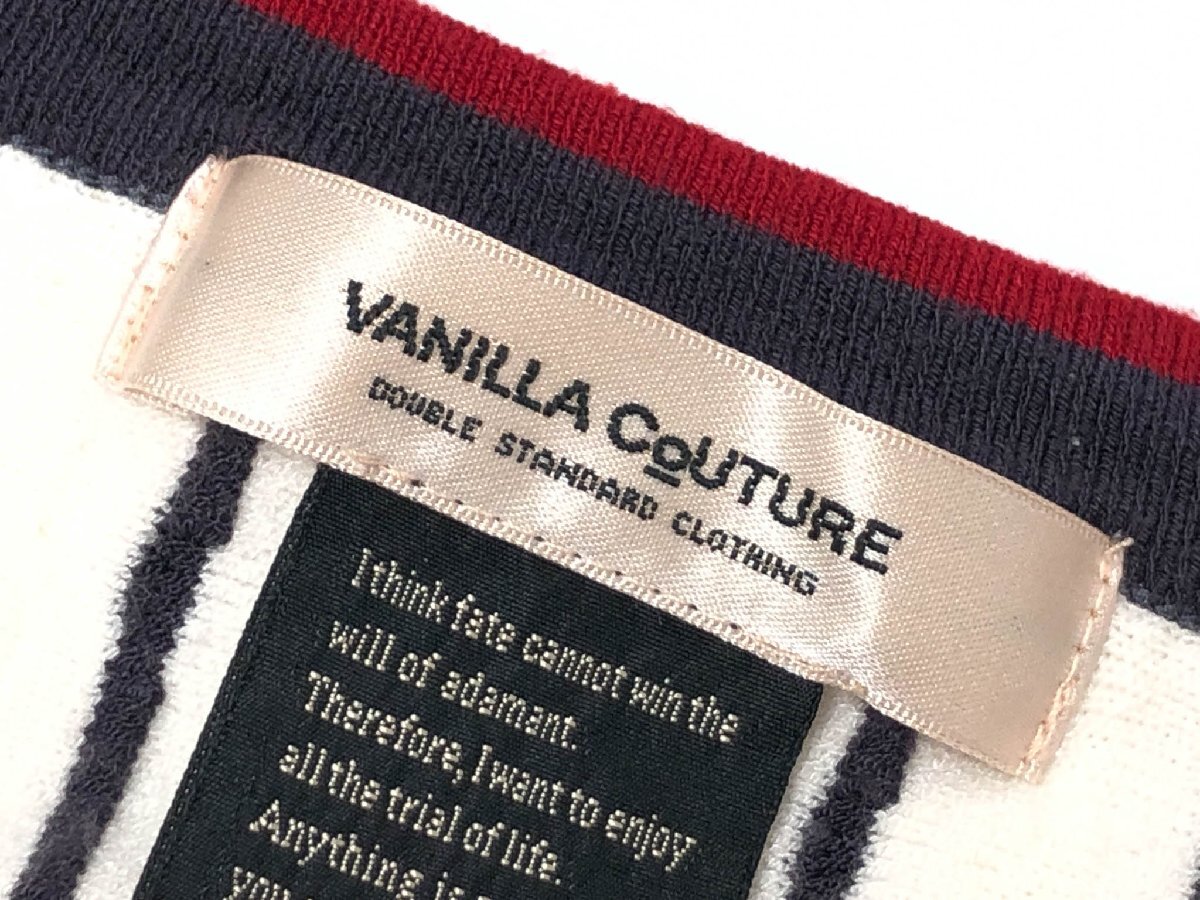 VANILLA CoUTURE
DOUBLE STANDARD CLOTHING
I think fate cannot win the
will of adamant.
Therefore, I want to enjoy
all the trial of life.
Anything is
you